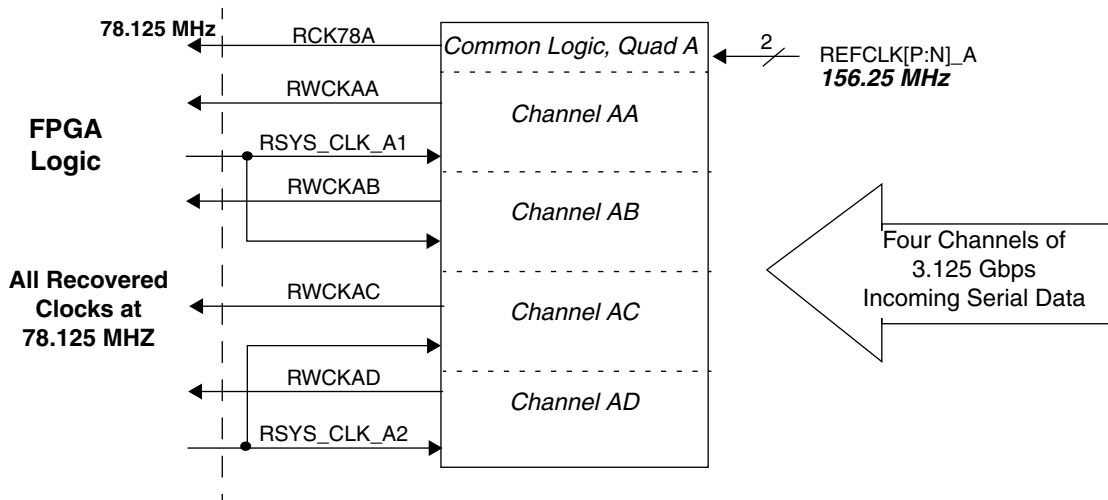 78.125 MHz
RCK78A
Common Logic, Quad A
2
REFCLK[P:N]_A
156.25 MHz
RWCKAA
Channel AA
FPGA
Logic
RSYS_CLK_A1
RWCKAB
Channel AB
Four Channels of
3.125 Gbps
Incoming Serial Data
All Recovered
Clocks at
78.125 MHZ
RWCKAC
Channel AC
RWCKAD
Channel AD
RSYS_CLK_A2